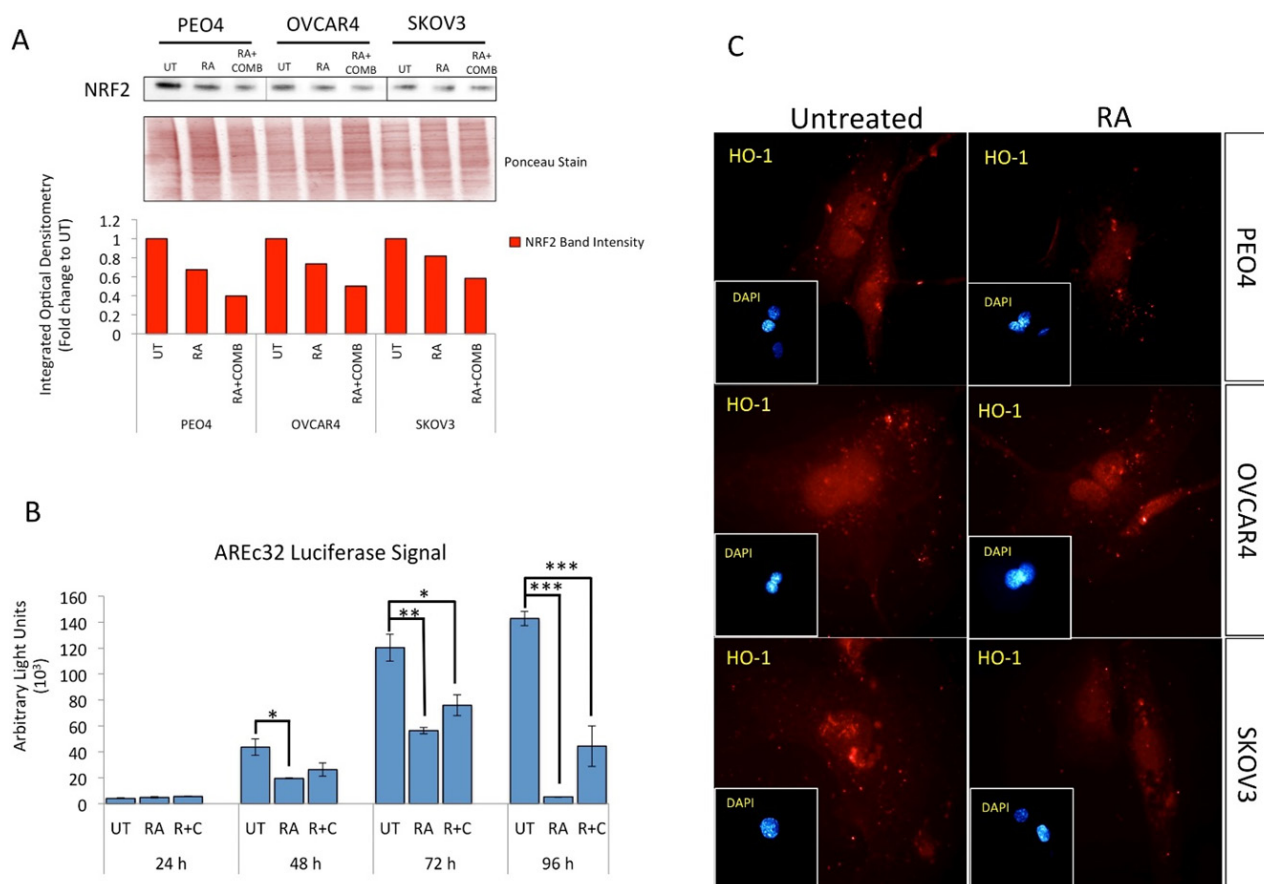 A
PEO4 OVCAR4 SKOV3
UT RA RA+ COMB UT RA RA+ COMB UT RA RA+ COMB
NRF2
Ponceau Stain
Integrated Optical Densitometry
(Fold change to UT)
1.2
1
0.8
0.6
0.4
0.2
0
NRF2 Band Intensity
UT RA RA+COMB UT RA RA+COMB UT RA RA+COMB
PEO4 OVCAR4 SKOV3
B
AREc32 Luciferase Signal
Arbitrary Light Units
(10³)
160
140
120
100
80
60
40
20
0
* ** * *** ***
UT RA R+C UT RA R+C UT RA R+C UT RA R+C
24 h 48 h 72 h 96 h
C
Untreated RA
HO-1 HO-1
DAPI DAPI
PEO4
HO-1 HO-1
DAPI DAPI
OVCAR4
HO-1 HO-1
DAPI DAPI
SKOV3